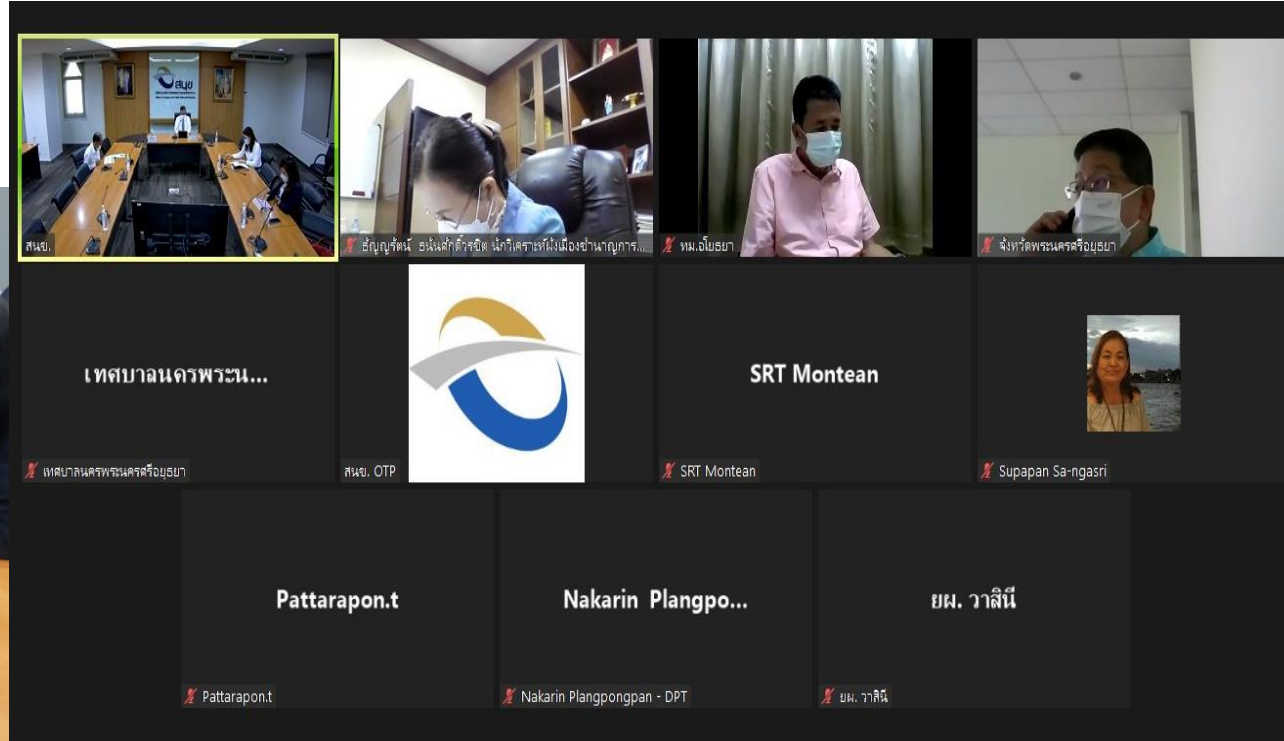 สนข
สนข.
ธัญญรัตน์ ธนันศักดิ์วรชิต นักวิเคราะห์ผังเมืองชำนาญการ...
ทม.อโยธยา
จังหวัดพระนครศรีอยุธยา
เทศบาลนครพระน...
SRT Montean
เทศบาลนครพระนครศรีอยุธยา
สนข. OTP
SRT Montean
Supapan Sa-ngasri
Pattarapon.t
Nakarin Plangpo...
ยผ. วาสินี
Pattarapon.t
Nakarin Plangpongpan - DPT
ยผ. วาสินี